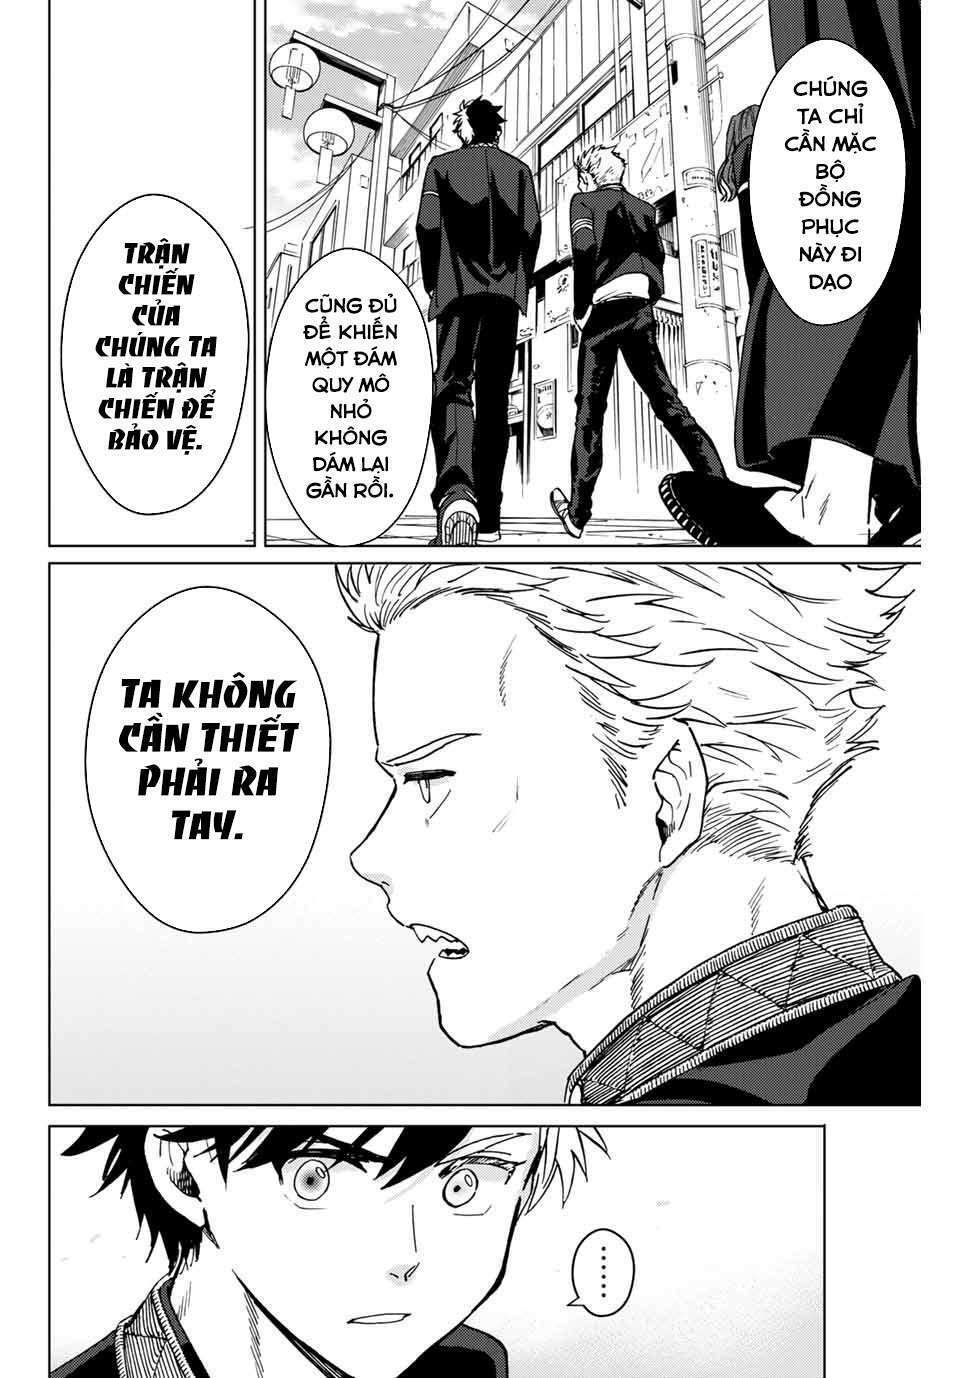 CHÚNG
TA CHỈ
CẦN MẶC
BỘ
ĐỒNG
PHỤC
NÀY ĐI
DẠO
CŨNG ĐỦ
ĐỂ KHIẾN
MỘT ĐÁM
QUY MÔ
NHỎ
KHÔNG
DÁM LẠI
GẦN RỒI.
TRẬN
CHIẾN
CỦA
CHÚNG TA
LÀ TRẬN
CHIẾN ĐỂ
BẢO VỆ.
TA KHÔNG
CẦN THIẾT
PHẢI RA
TAY.
......